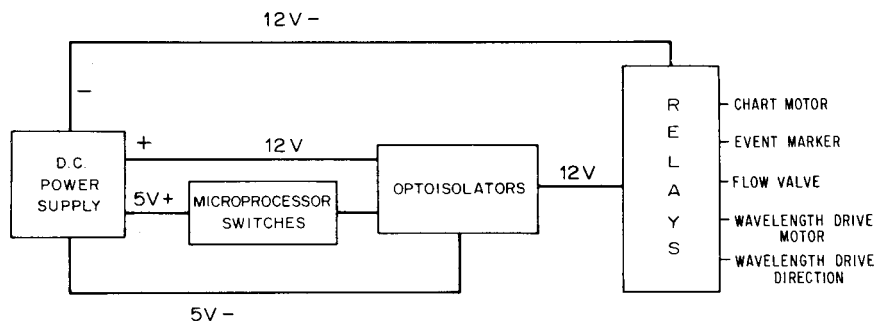 12V-
-
+
12V
D.C.
POWER
SUPPLY
5V+
MICROPROCESSOR
SWITCHES
OPTOISOLATORS
12V
R
E
L
A
Y
S
CHART MOTOR
EVENT MARKER
FLOW VALVE
WAVELENGTH DRIVE
MOTOR
WAVELENGTH DRIVE
DIRECTION
5V-